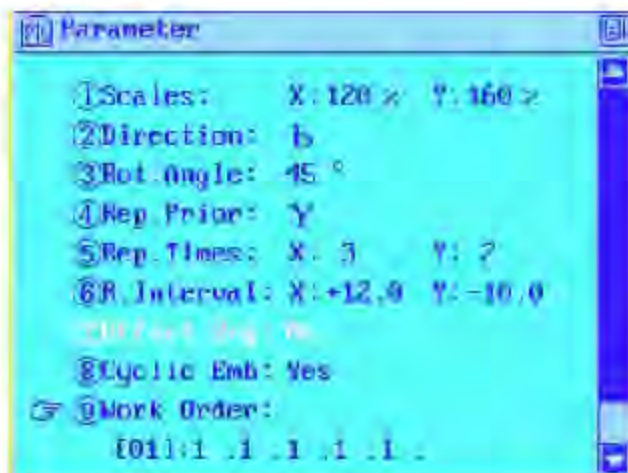 Parameter
①Scales: X:120% Y:160%
②Direction:
③Rot.Angle: 45 °
④Rep.Prior: Y
⑤Rep.Times: X: 3 Y: 2
⑥R.Interval: X:+12.0 Y:-10.0
⑧Cyclic Emb: Yes
⑨Work Order:
[01]:1 .1 .1 .1 .1 .